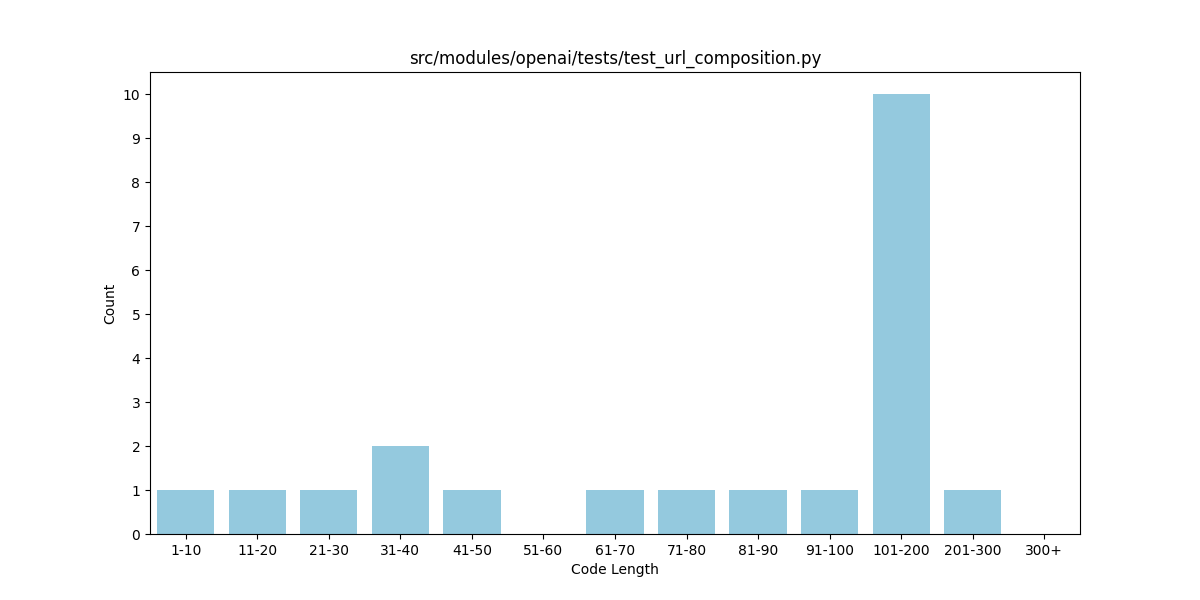 src/modules/openai/tests/test_url_composition.py
10
9
8
7
6
5
4
3
2
1
0
Count
1-10 11-20 21-30 31-40 41-50 51-60 61-70 71-80 81-90 91-100 101-200 201-300 300+
Code Length